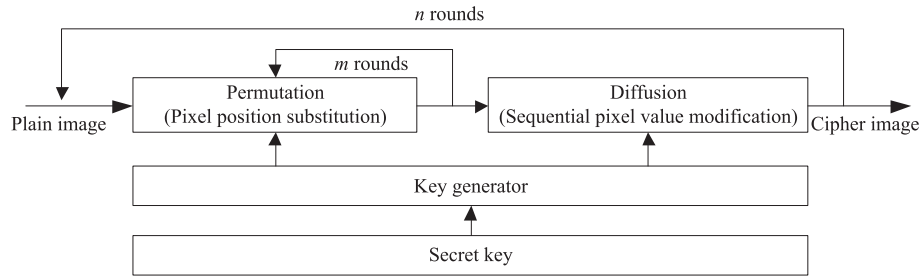 n rounds
m rounds
Permutation
(Pixel position substitution)
Diffusion
(Sequential pixel value modification)
Plain image
Cipher image
Key generator
Secret key